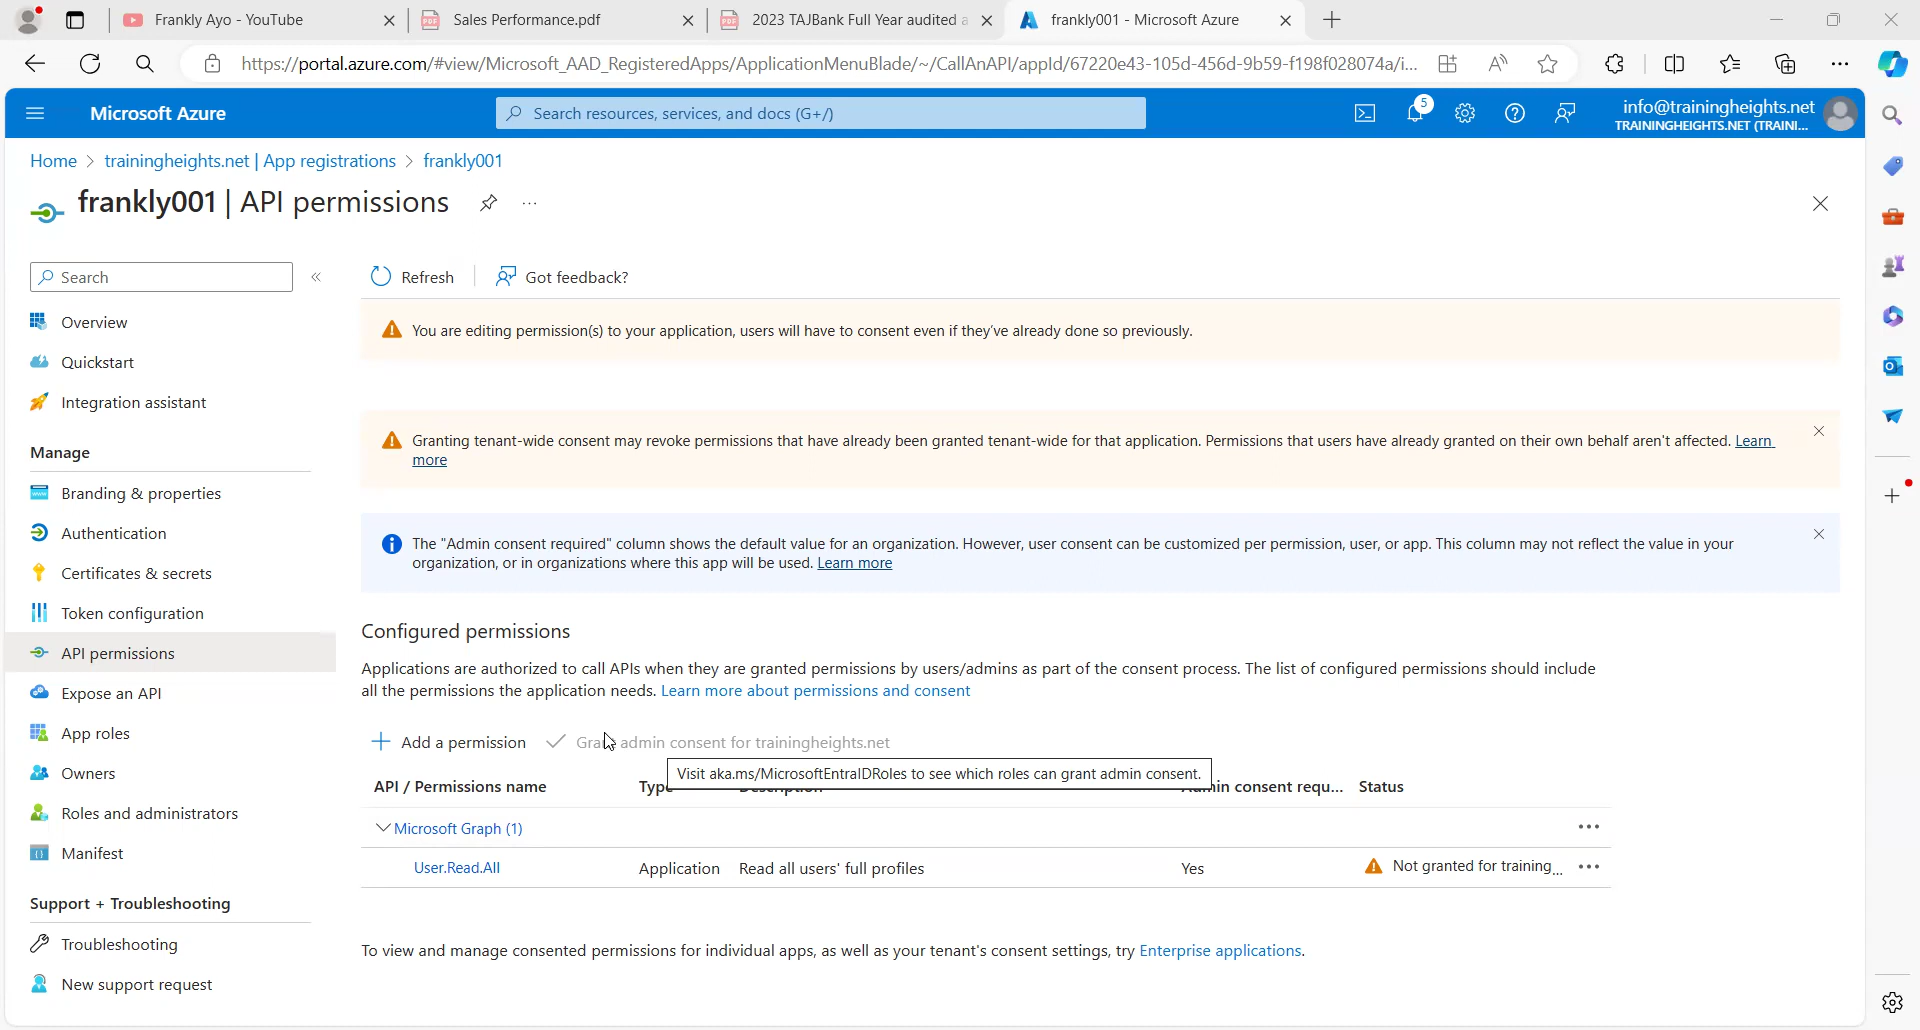 Frankly Ayo - YouTube
Sales Performance.pdf
2023 TAJBank Full Year audited a
frankly001 - Microsoft Azure
https://portal.azure.com/#view/Microsoft_AAD_RegisteredApps/ApplicationMenuBlade/~/CallAnAPI/appId/67220e43-105d-456d-9b59-f198f028074a/i...
Microsoft Azure
Search resources, services, and docs (G+/)
5
info@trainingheights.net
TRAININGHEIGHTS.NET (TRAINI...
Home > trainingheights.net | App registrations > frankly001
frankly001 | API permissions
Search
Refresh
Got feedback?
You are editing permission(s) to your application, users will have to consent even if they've already done so previously.
Granting tenant-wide consent may revoke permissions that have already been granted tenant-wide for that application. Permissions that users have already granted on their own behalf aren't affected. Learn
more
The "Admin consent required" column shows the default value for an organization. However, user consent can be customized per permission, user, or app. This column may not reflect the value in your
organization, or in organizations where this app will be used. Learn more
Overview
Quickstart
Integration assistant
Manage
Branding & properties
Authentication
Certificates & secrets
Token configuration
API permissions
Expose an API
App roles
Owners
Roles and administrators
Manifest
Support + Troubleshooting
Troubleshooting
New support request
Configured permissions
Applications are authorized to call APIs when they are granted permissions by users/admins as part of the consent process. The list of configured permissions should include
all the permissions the application needs. Learn more about permissions and consent
Add a permission
admin consent for trainingheights.net
Visit aka.ms/MicrosoftEntraIDRoles to see which roles can grant admin consent.
API / Permissions name
Type
consent requ...
Status
Microsoft Graph (1)
User.Read.All
Application
Read all users' full profiles
Yes
Not granted for training...
To view and manage consented permissions for individual apps, as well as your tenant's consent settings, try Enterprise applications.